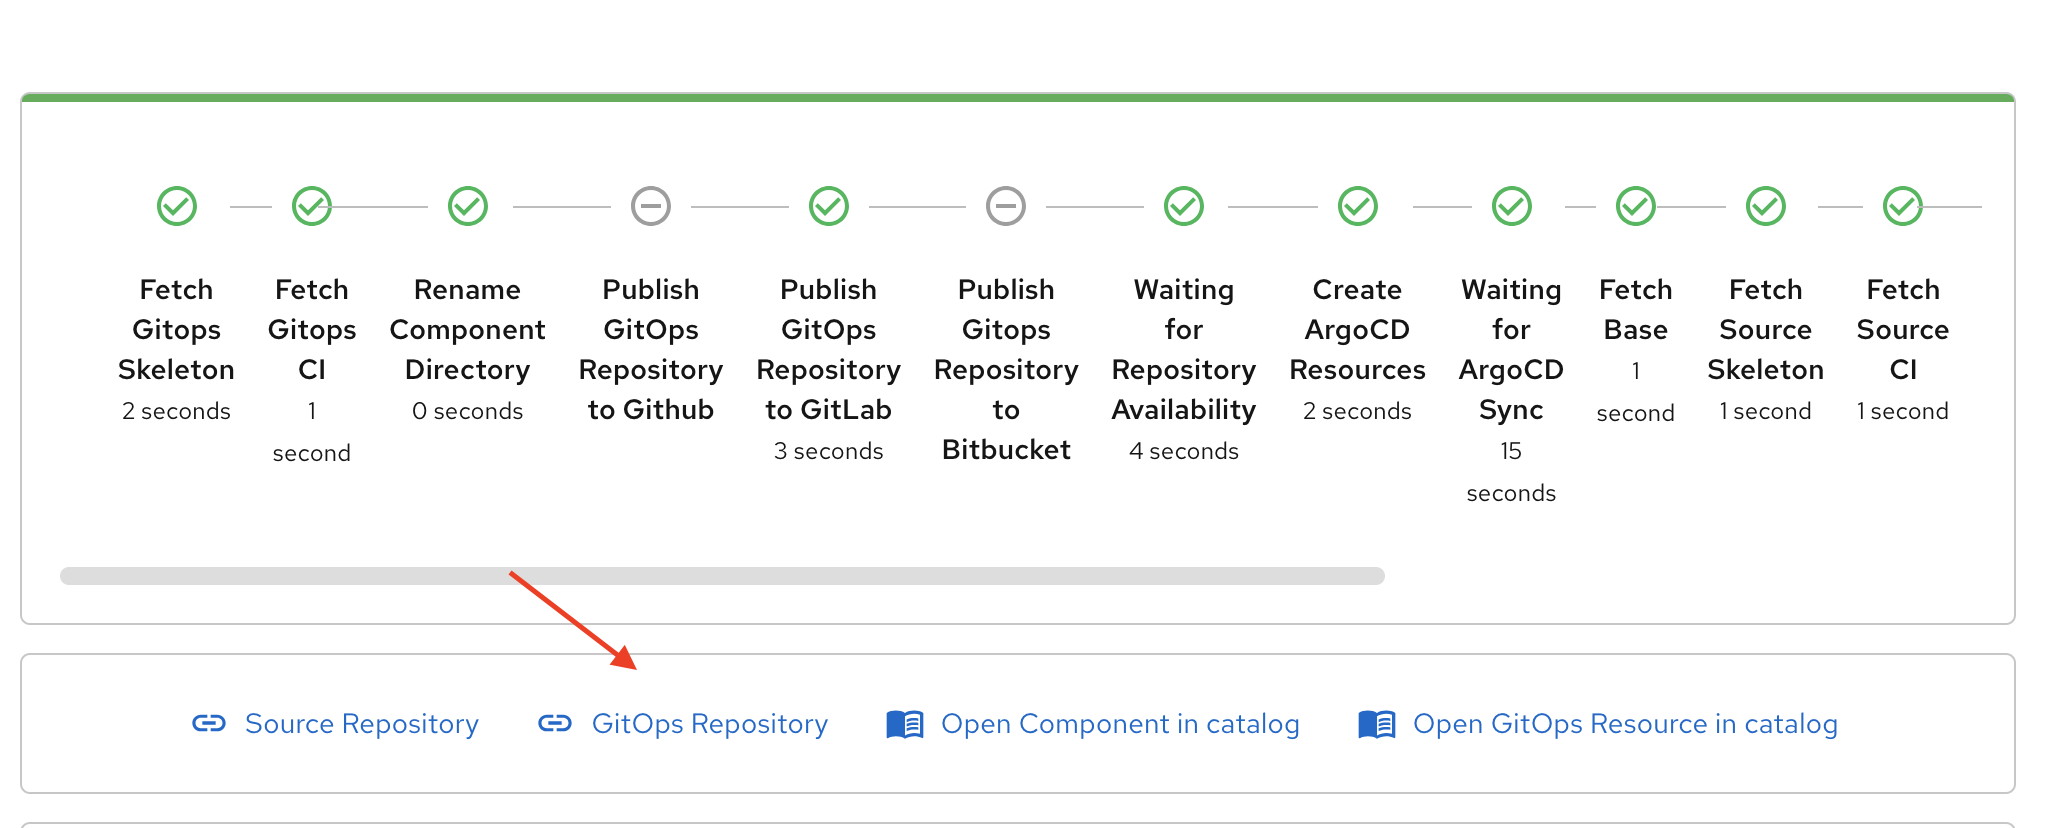 Fetch
Gitops
Skeleton
2 seconds
Fetch
Gitops
CI
1
second
Rename
Component
Directory
0 seconds
Publish
GitOps
Repository
to Github
Publish
GitOps
Repository
to GitLab
3 seconds
Publish
Gitops
Repository
to
Bitbucket
Waiting
for
Repository
Availability
4 seconds
Create
ArgoCD
Resources
2 seconds
Waiting
for
ArgoCD
Sync
15
seconds
Fetch
Base
1
second
Fetch
Source
Skeleton
1 second
Fetch
Source
CI
1 second
Source Repository
GitOps Repository
Open Component in catalog
Open GitOps Resource in catalog